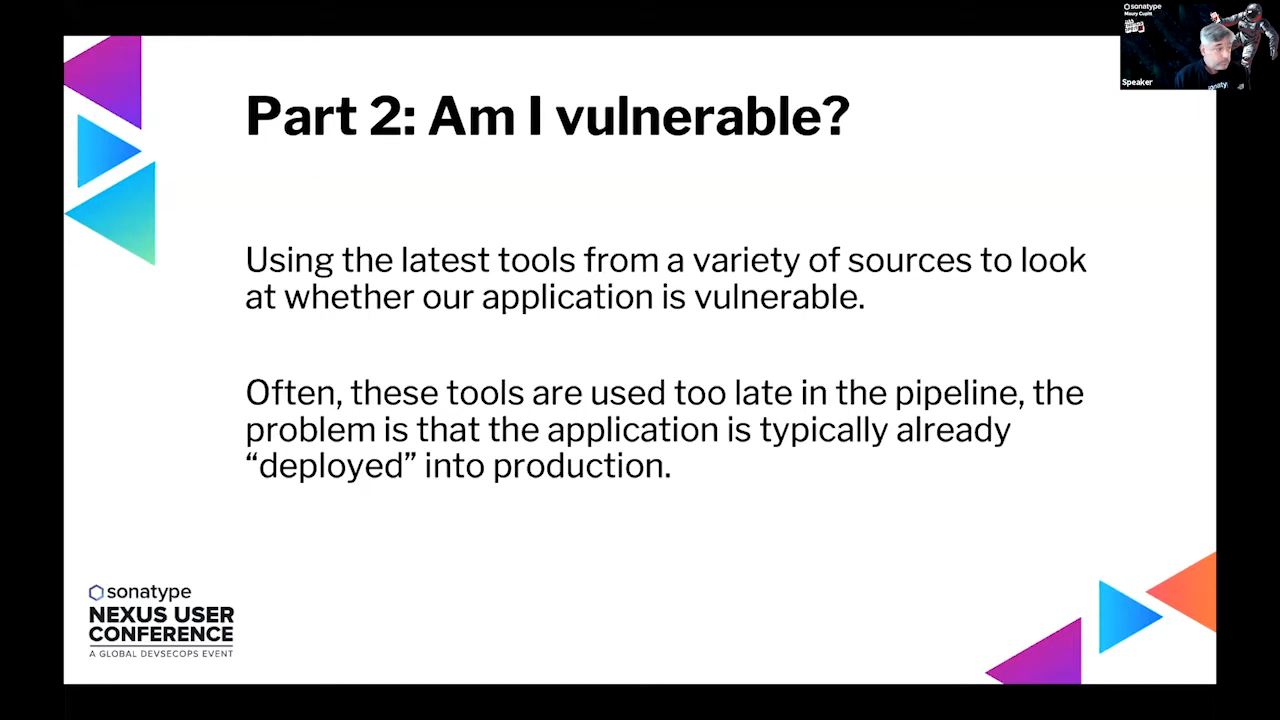 Part 2: Am I vulnerable?
Using the latest tools from a variety of sources to look
at whether our application is vulnerable.
Often, these tools are used too late in the pipeline, the
problem is that the application is typically already
“deployed” into production.
sonatype
NEXUS USER
CONFERENCE
A GLOBAL DEVSECOPS EVENT
sonatype
Maury Cupitt
Speaker